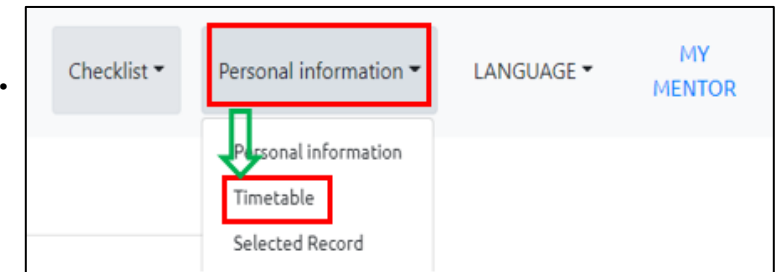 Checklist Personal information LANGUAGE MY
MENTOR
Personal information
Timetable
Selected Record